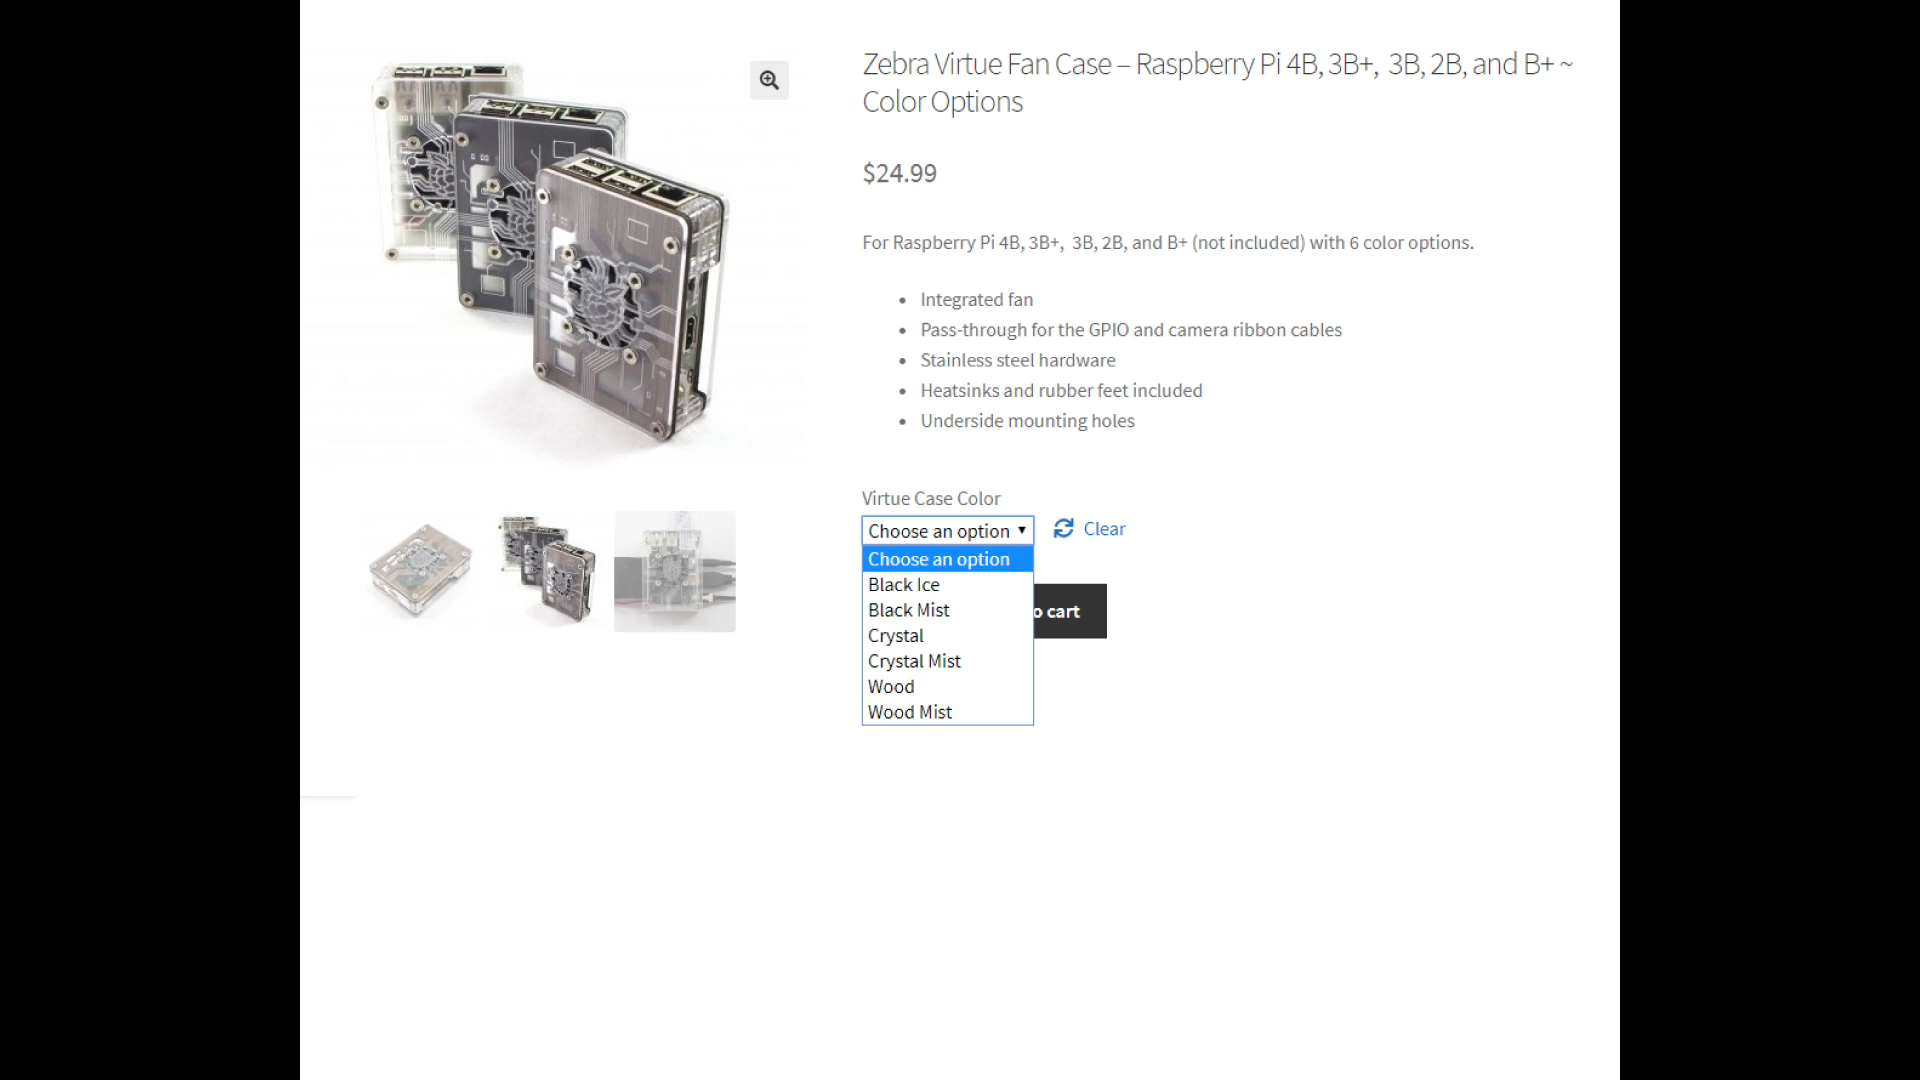 Zebra Virtue Fan Case – Raspberry Pi 4B, 3B+, 3B, 2B, and B+ ~
Color Options
$24.99
For Raspberry Pi 4B, 3B+, 3B, 2B, and B+ (not included) with 6 color options.
Integrated fan
Pass-through for the GPIO and camera ribbon cables
Stainless steel hardware
Heatsinks and rubber feet included
Underside mounting holes
Virtue Case Color
Choose an option
Clear
Choose an option
Black Ice
o cart
Black Mist
Crystal
Crystal Mist
Wood
Wood Mist